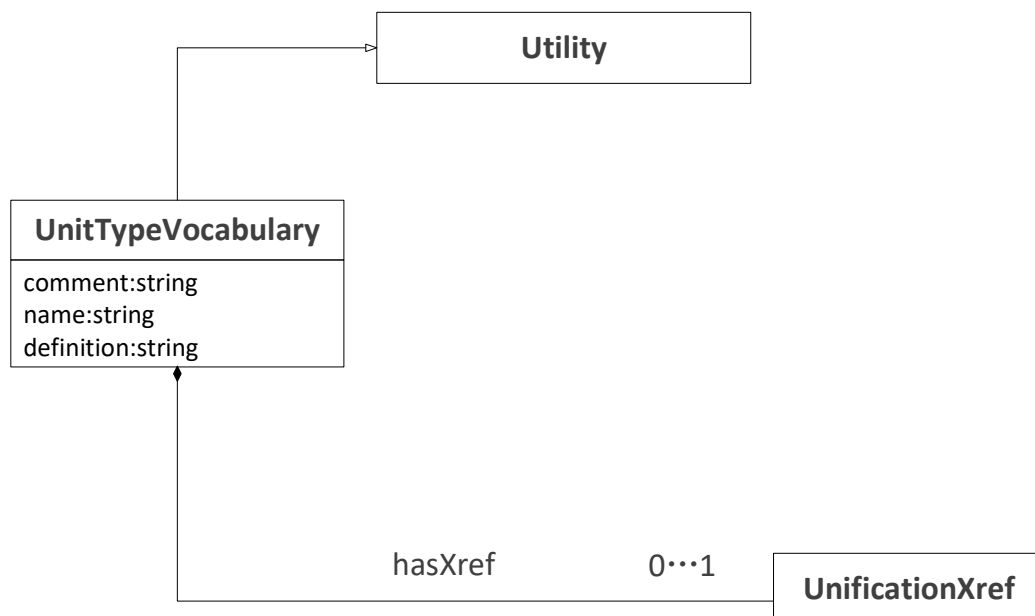 Utility
UnitTypeVocabulary
comment:string
name:string
definition:string
hasXref
0···1
UnificationXref